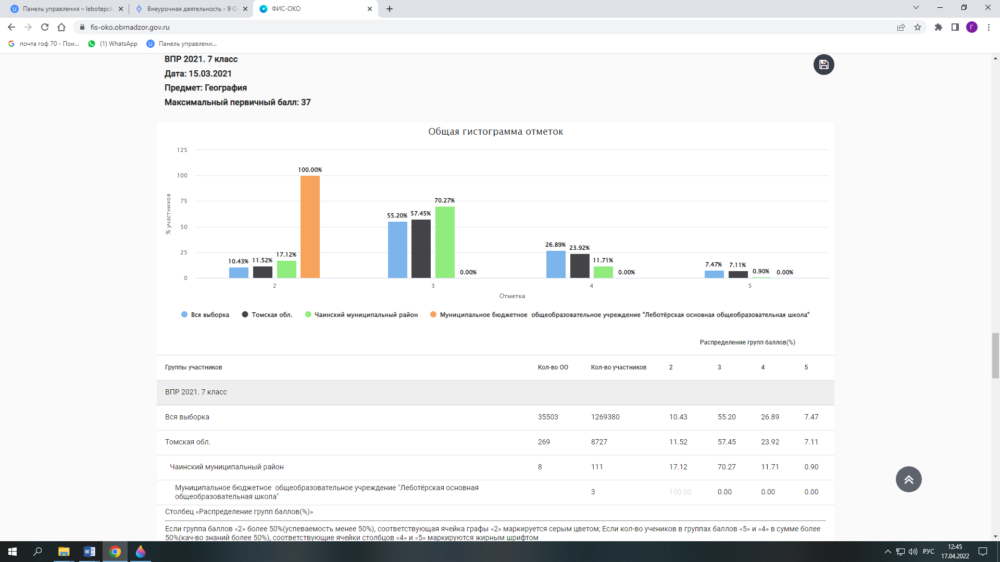 Панель управления – lebotepck
Внеурочная деятельность - 9 О
ФИС-ОКО
fis-oko.obrnadzor.gov.ru
Г
почта гоф 70 - Пои...
(1) WhatsApp
Панель управлени...
ВПР 2021. 7 класс
Дата: 15.03.2021
Предмет: География
Максимальный первичный балл: 37
Общая гистограмма отметок
% участников
125
100
75
50
25
0
10.43% 11.52% 17.12% 100.00%
55.20% 57.45% 70.27% 0.00%
26.89% 23.92% 11.71% 0.00%
7.47% 7.11% 0.90% 0.00%
2 3 4 5
Отметка
Вся выборка Томская обл. Чаинский муниципальный район Муниципальное бюджетное общеобразовательное учреждение "Леботёрская основная общеобразовательная школа"
Распределение групп баллов(%)
Группы участников Кол-во ОО Кол-во участников 2 3 4 5
ВПР 2021. 7 класс
Вся выборка 35503 1269380 10.43 55.20 26.89 7.47
Томская обл. 269 8727 11.52 57.45 23.92 7.11
Чаинский муниципальный район 8 111 17.12 70.27 11.71 0.90
Муниципальное бюджетное общеобразовательное учреждение "Леботёрская основная
общеобразовательная школа" 3 100.00 0.00 0.00 0.00
Столбец «Распределение групп баллов(%)»
Если группа баллов «2» более 50%(успеваемость менее 50%), соответствующая ячейка графы «2» маркируется серым цветом; Если кол-во учеников в группах баллов «5» и «4» в сумме более
50%(кач-во знаний более 50%), соответствующие ячейки столбцов «4» и «5» маркируются жирным шрифтом
РУС
12:45
17.04.2022